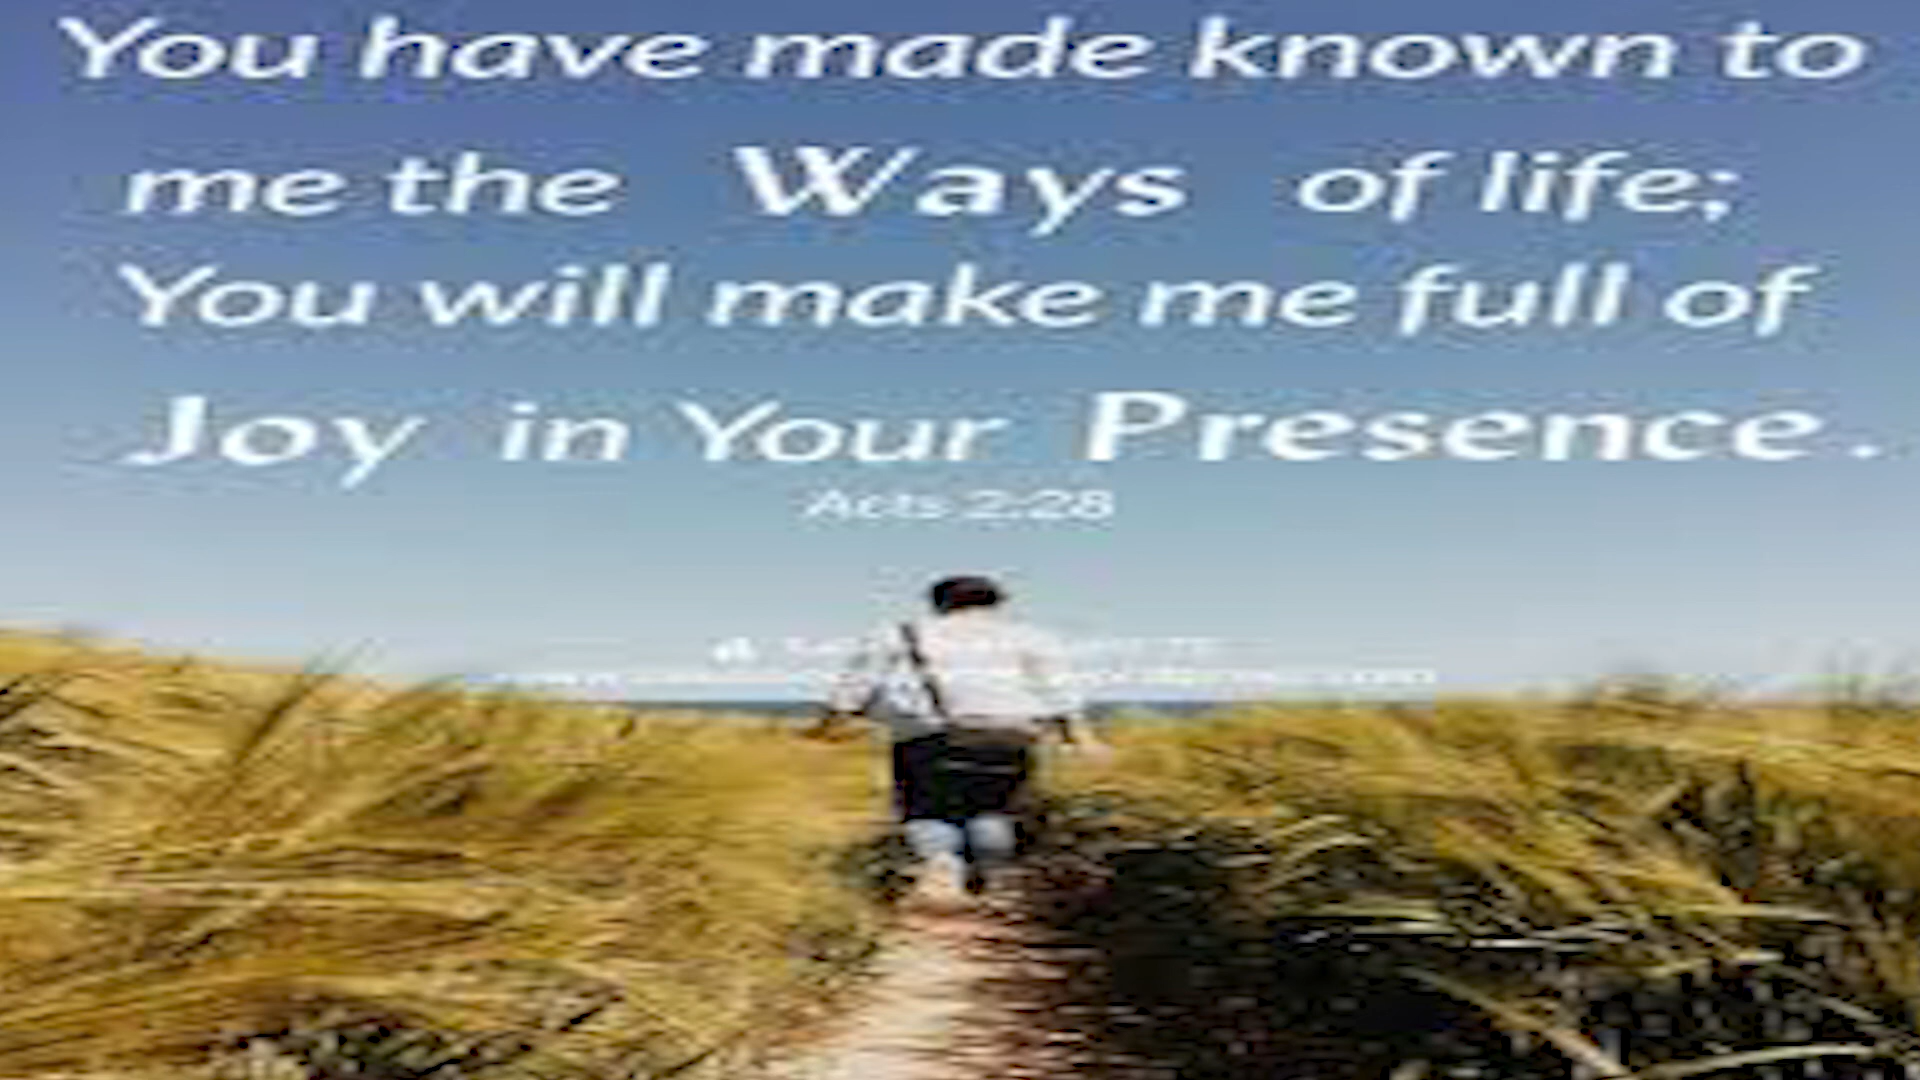 You have made known to
me the Ways of life;
You will make me full of
Joy in Your Presence.
Acts 2:28